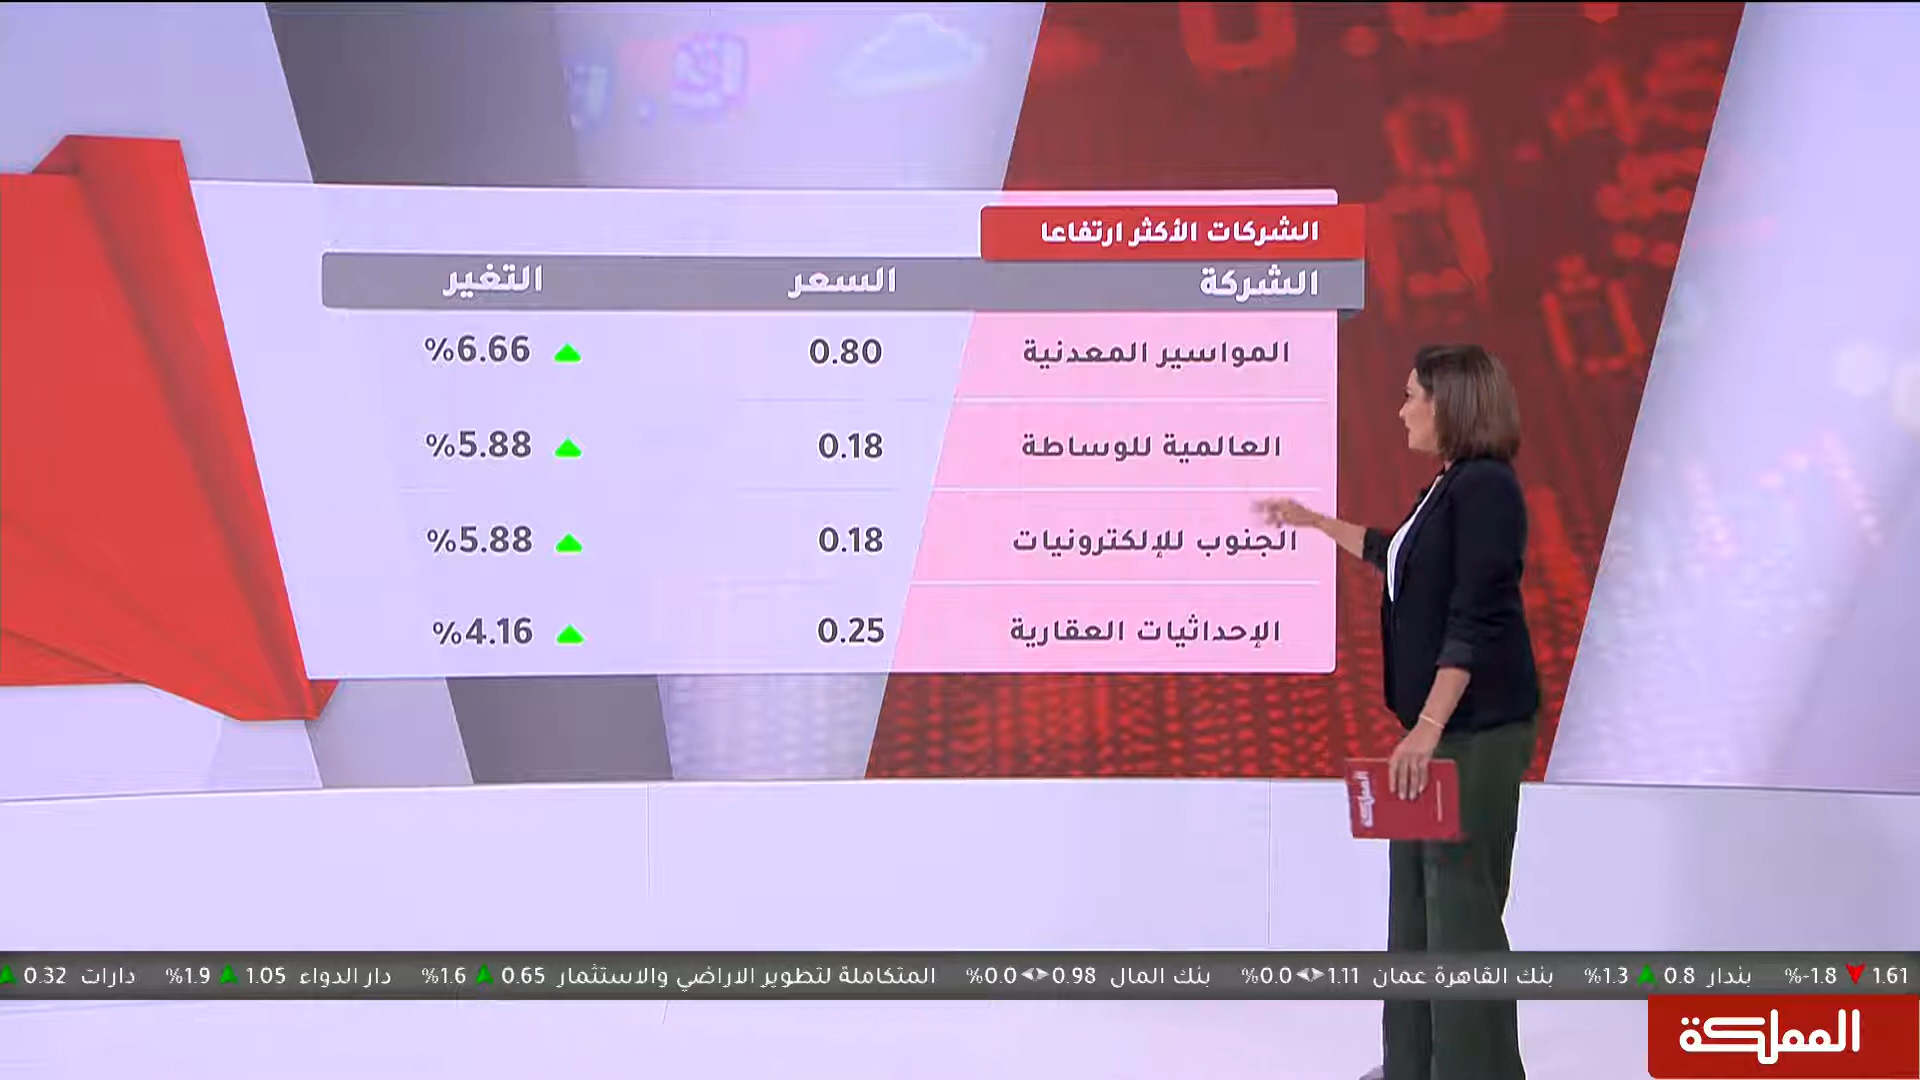 الشركات الأكثر ارتفاعا
الشركة السعر التغير
المواسير المعدنية 0.80 %6.66
العالمية للوساطة 0.18 %5.88
الجنوب للإلكترونيات 0.18 %5.88
الإحداثيات العقارية 0.25 %4.16
المملكة
1.61 %-1.8 بندار 0.8 %1.3 بنك القاهرة عمان 1.11 %0.0 بنك المال 0.98 %0.0 المتكاملة لتطوير الاراضي والاستثمار 0.65 %1.6 دار الدواء 1.05 %1.9 دارات 0.32
المملكة